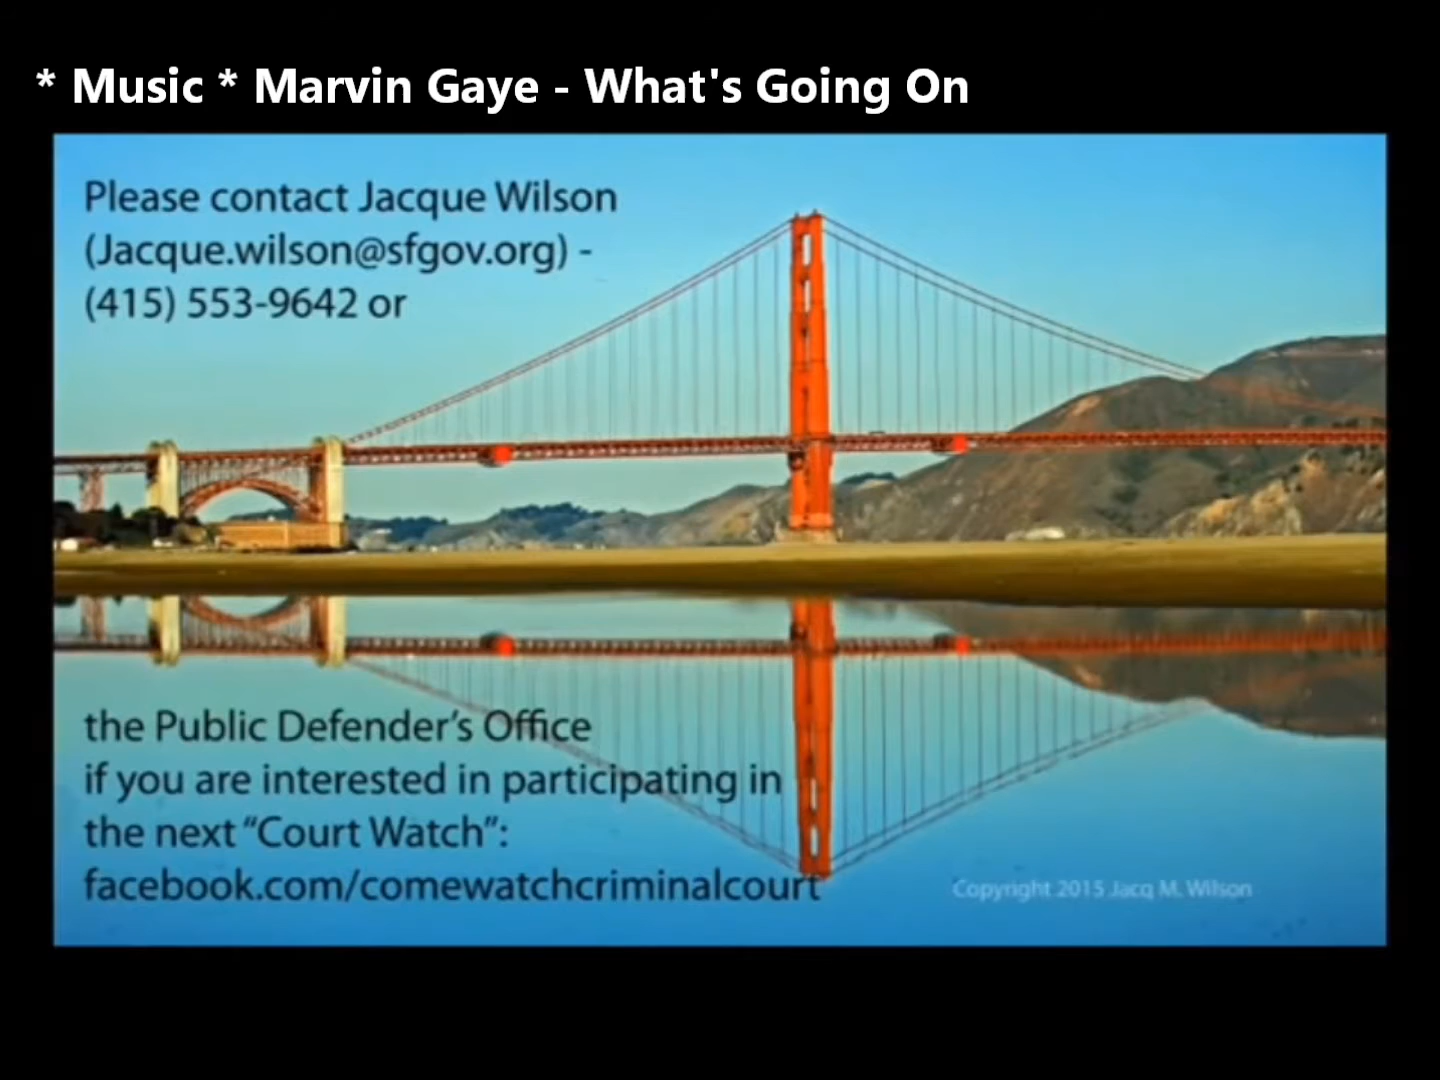 * Music * Marvin Gaye - What's Going On
Please contact Jacque Wilson
(Jacque.wilson@sfgov.org) -
(415) 553-9642 or
the Public Defender's Office
if you are interested in participating in
the next “Court Watch”:
facebook.com/comewatchcriminalcourt
Copyright 2015 Jacq M. Wilson